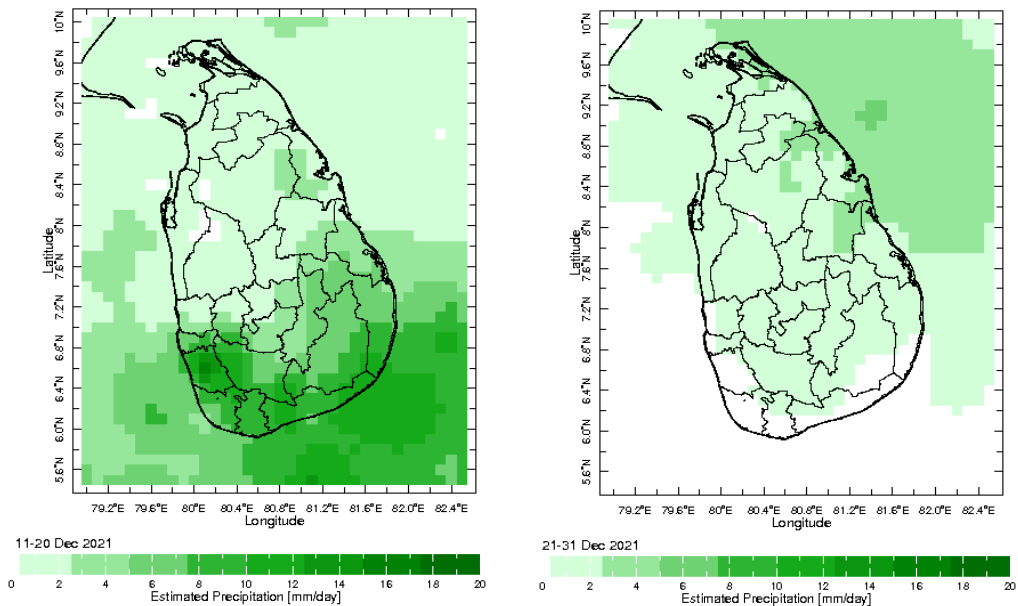 10°N
9.6°N
9.2°N
8.8°N
8.4°N
8°N
7.6°N
7.2°N
6.8°N
6.4°N
6.0°N
5.6°N
Latitude
79.2°E 79.6°E 80°E 80.4°E 80.8°E 81.2°E 81.6°E 82.0°E 82.4°E
Longitude
11-20 Dec 2021
0 2 4 6 8 10 12 14 16 18 20
Estimated Precipitation [mm/day]
10°N
9.6°N
9.2°N
8.8°N
8.4°N
8°N
7.6°N
7.2°N
6.8°N
6.4°N
6.0°N
5.6°N
Latitude
79.2°E 79.6°E 80°E 80.4°E 80.8°E 81.2°E 81.6°E 82.0°E 82.4°E
Longitude
21-31 Dec 2021
0 2 4 6 8 10 12 14 16 18 20
Estimated Precipitation [mm/day]